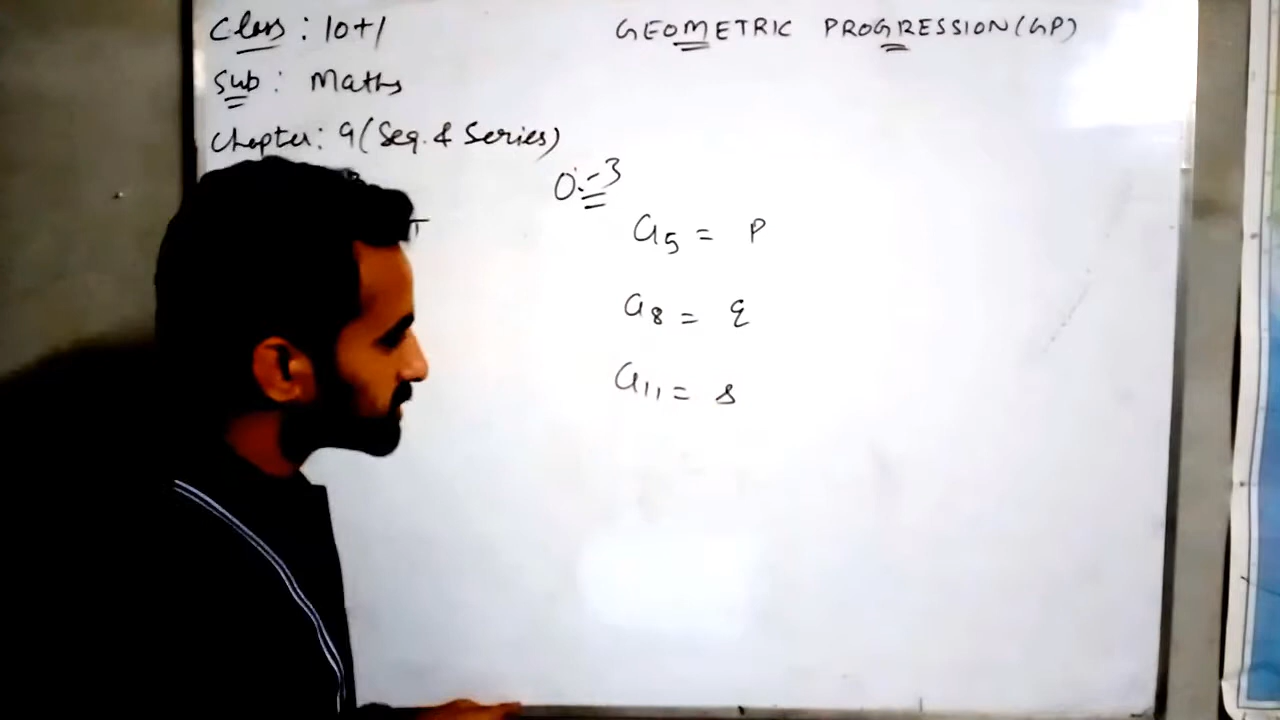 Class : 10+1
GEOMETRIC PROGRESSION (GP)
Sub : Maths
Chapter : 9 (Seq. & Series)
Q:-3
a₅ = p
a₈ = q
a₁₁ = s